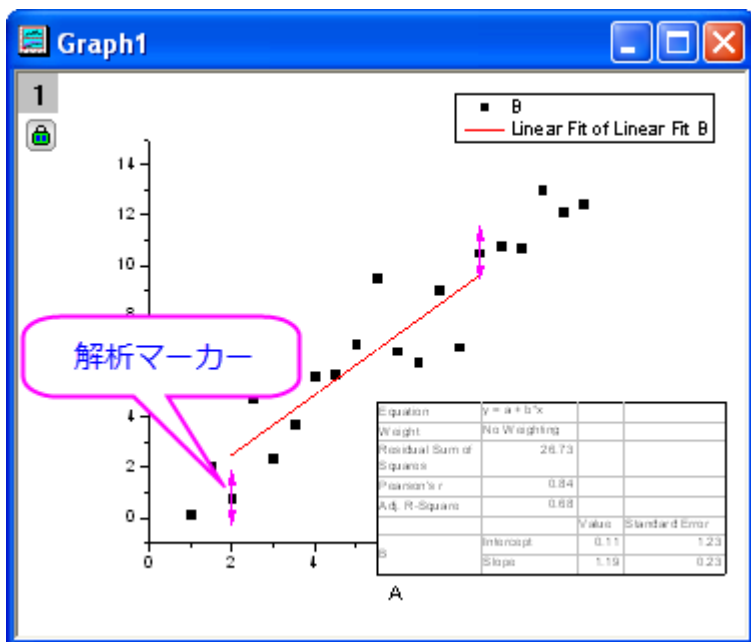 Graph1
1
B
Linear Fit of Linear Fit B
14
12
10
8
解析マーカー
4
2
0
0
2
4
A
Equation y = a + b*x
Weight No Weighting
Residual Sum of Squares 26.73
Pearson's r 0.84
Adj. R-Square 0.68
Value Standard Error
B
Intercept 0.11 1.23
Slope 1.19 0.23